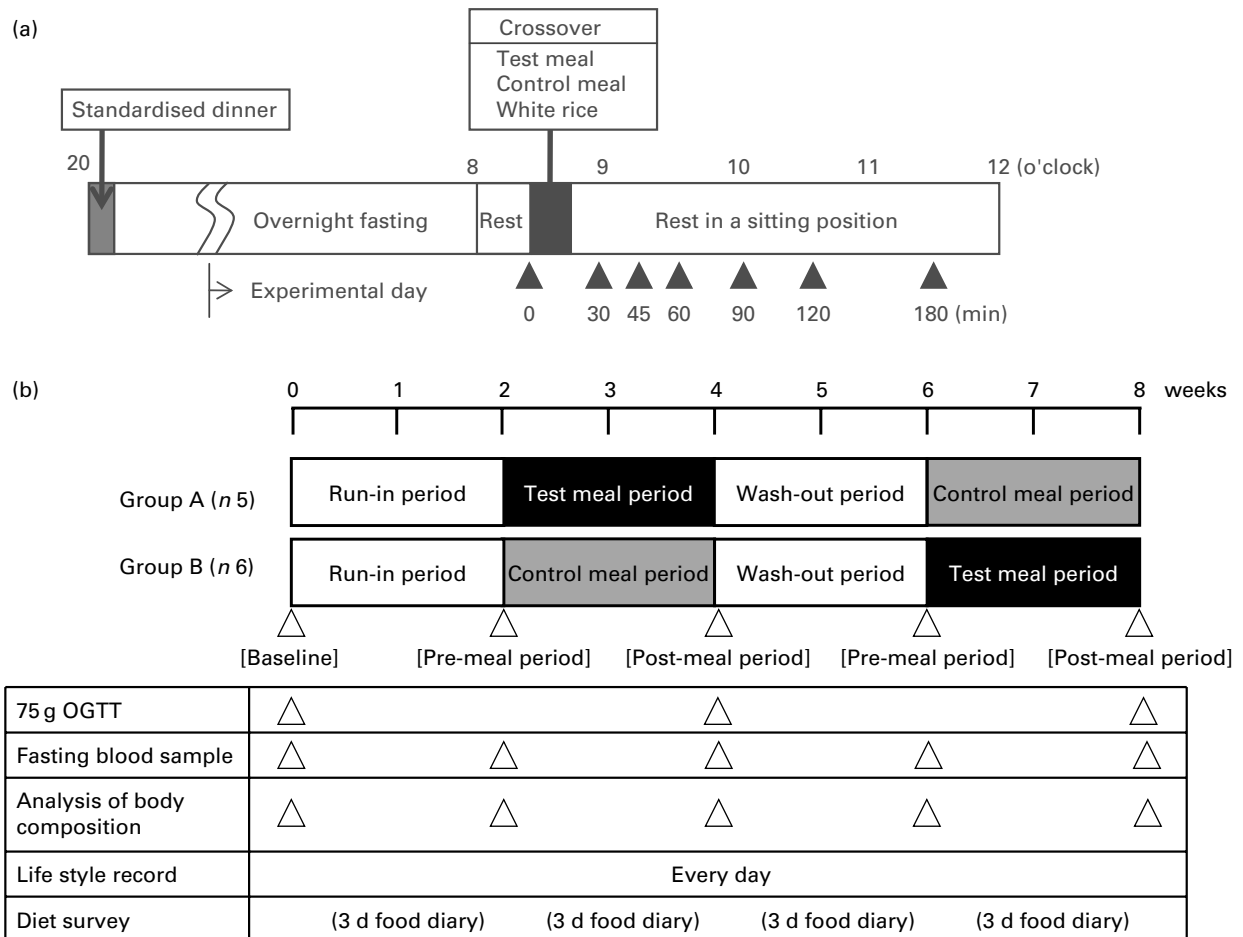 (a)
Crossover
Test meal
Control meal
White rice
Standardised dinner
20 8 9 10 11 12 (o'clock)
Overnight fasting Rest Rest in a sitting position
Experimental day
0 30 45 60 90 120 180 (min)
(b)
0 1 2 3 4 5 6 7 8 weeks
Group A (n 5) Run-in period Test meal period Wash-out period Control meal period
Group B (n 6) Run-in period Control meal period Wash-out period Test meal period
[Baseline] [Pre-meal period] [Post-meal period] [Pre-meal period] [Post-meal period]
75 g OGTT
Fasting blood sample
Analysis of body
composition
Life style record Every day
Diet survey (3 d food diary) (3 d food diary) (3 d food diary) (3 d food diary)